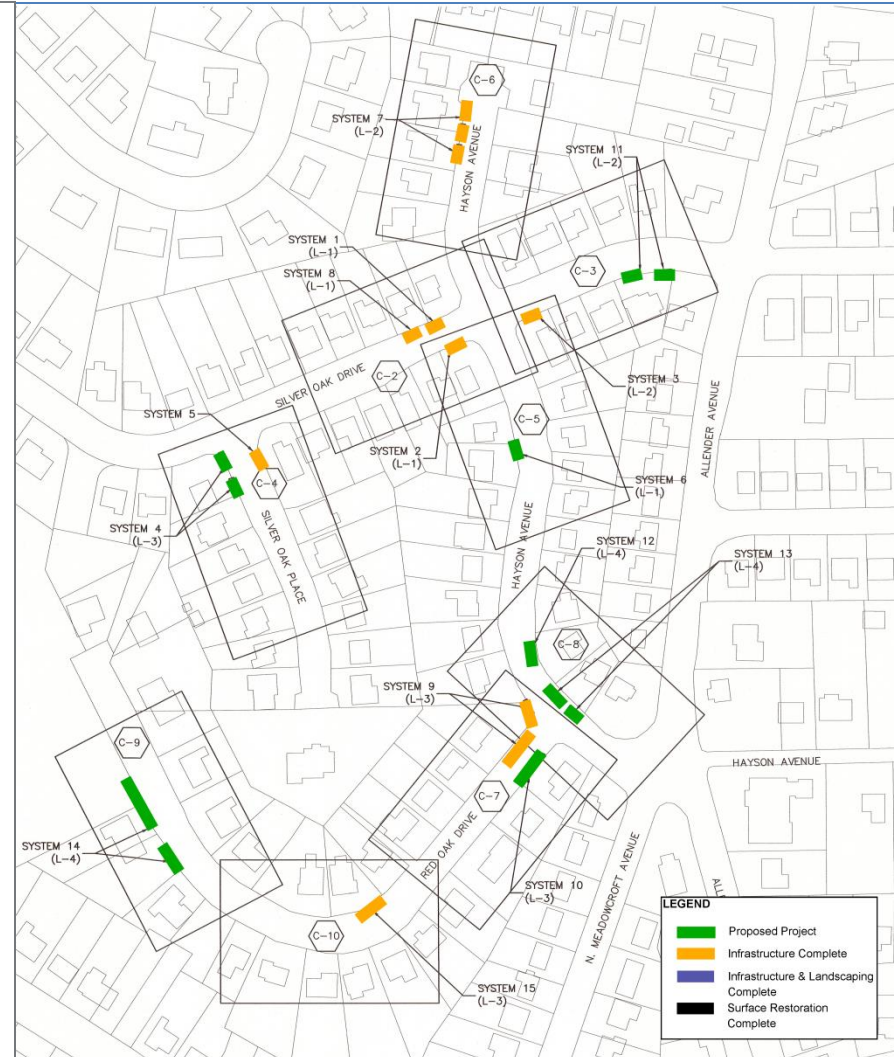 C-6
SYSTEM 7
(L-2)
HAYSON AVENUE
SYSTEM 11
(L-2)
SYSTEM 1
(L-1)
SYSTEM 8
(L-1)
C-3
C-2
SILVER OAK DRIVE
SYSTEM 3
(L-2)
SYSTEM 5
C-5
SYSTEM 2
(L-1)
ALLENDER AVENUE
C-4
SYSTEM 6
(L-1)
SYSTEM 4
(L-3)
SILVER OAK PLACE
HAYSON AVENUE
SYSTEM 12
(L-4)
SYSTEM 13
(L-4)
C-8
SYSTEM 9
(L-3)
C-9
HAYSON AVENUE
C-7
RED OAK DRIVE
SYSTEM 14
(L-4)
SYSTEM 10
(L-3)
N. MEADOWCROFT AVENUE
C-10
SYSTEM 15
(L-3)
LEGEND
Proposed Project
Infrastructure Complete
Infrastructure & Landscaping
Complete
Surface Restoration
Complete